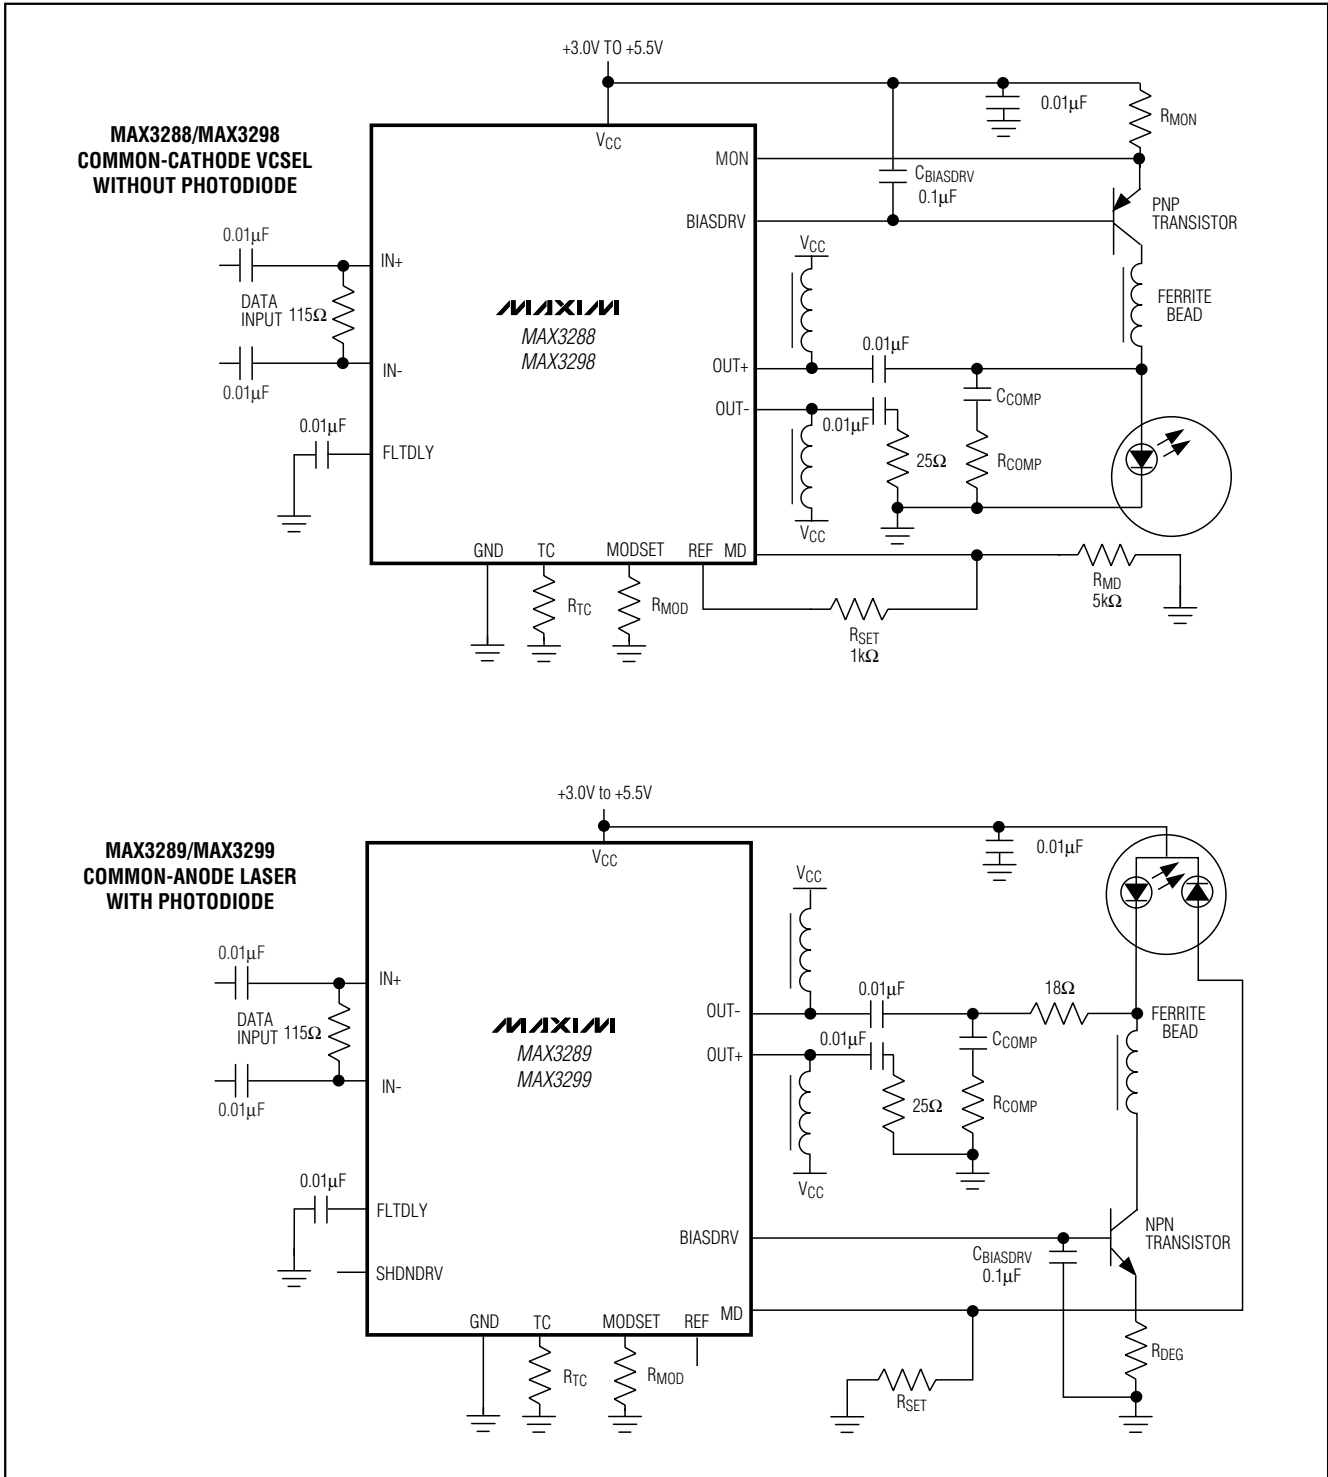 +3.0V TO +5.5V
0.01µF
RMON
MAX3288/MAX3298
COMMON-CATHODE VCSEL
WITHOUT PHOTODIODE
VCC
MON
CBIASDRV
0.1µF
BIASDRV
PNP
TRANSISTOR
0.01µF
IN+
VCC
DATA
INPUT
115Ω
MAXIM
MAX3288
MAX3298
FERRITE
BEAD
0.01µF
OUT+
IN-
0.01µF
CCOMP
OUT-
0.01µF
0.01µF
FLTDLY
25Ω
RCOMP
VCC
GND
TC
MODSET
REF
MD
RTC
RMOD
RMD
5kΩ
RSET
1kΩ
+3.0V to +5.5V
0.01µF
MAX3289/MAX3299
COMMON-ANODE LASER
WITH PHOTODIODE
VCC
VCC
0.01µF
IN+
0.01µF
18Ω
OUT-
FERRITE
BEAD
DATA
INPUT
115Ω
MAXIM
MAX3289
MAX3299
0.01µF
CCOMP
OUT+
IN-
0.01µF
25Ω
RCOMP
0.01µF
VCC
FLTDLY
BIASDRV
NPN
TRANSISTOR
CBIASDRV
0.1µF
SHDNDRV
GND
TC
MODSET
REF
MD
RTC
RMOD
RDEG
RSET